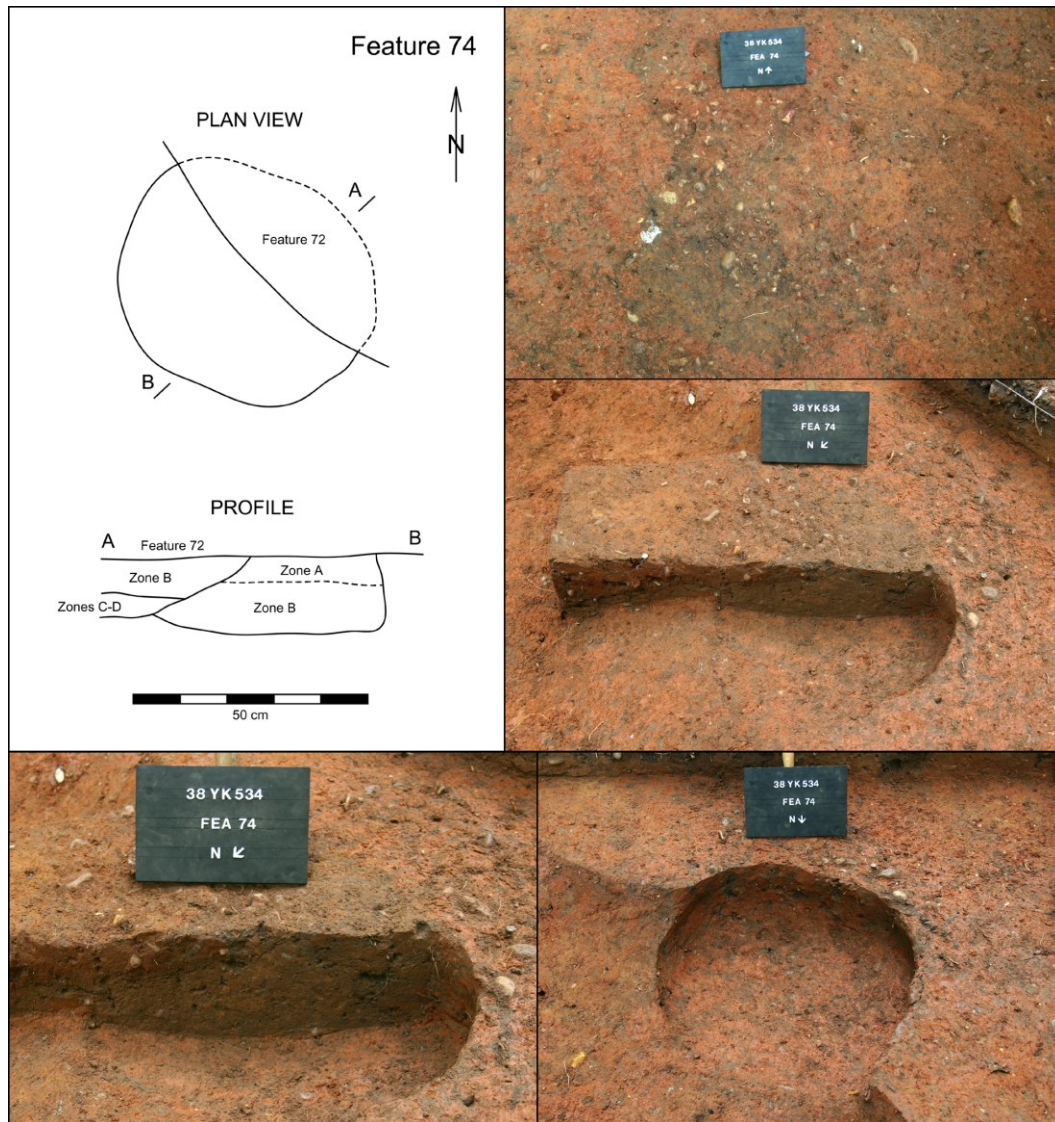 Feature 74
PLAN VIEW
N
A
Feature 72
B
PROFILE
A
B
Feature 72
Zone A
Zone B
Zones C-D
Zone B
50 cm
38 YK 534
FEA 74
N ↑
38 YK 534
FEA 74
N ↙
38 YK 534
FEA 74
N ↙
38 YK 534
FEA 74
N ↓